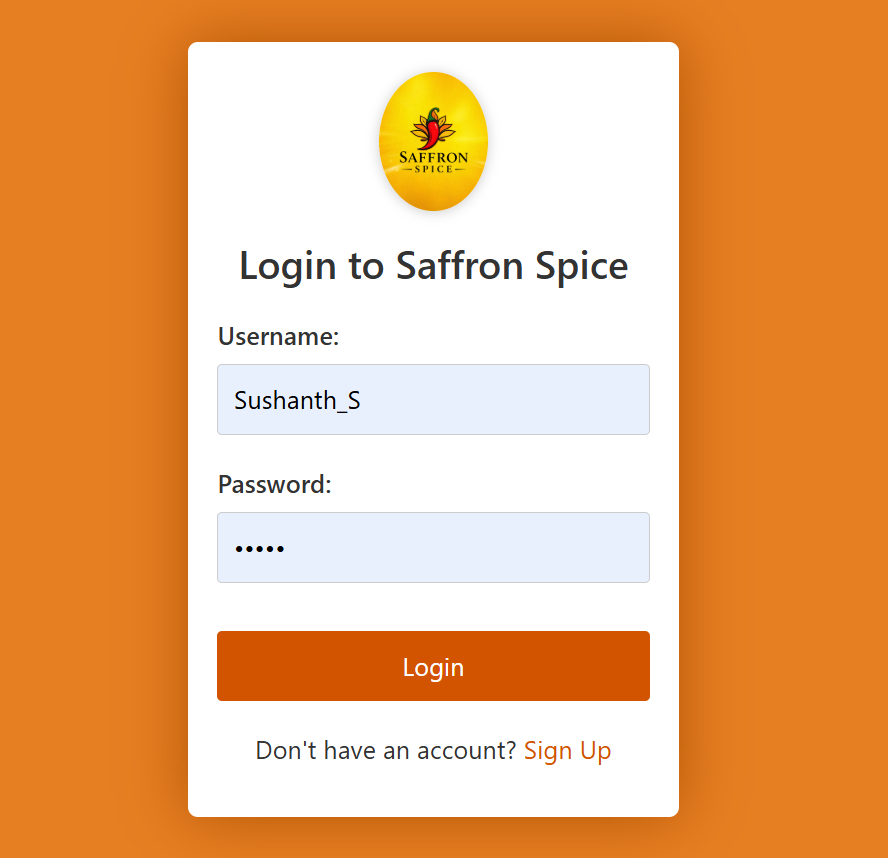 SAFFRON
SPICE
Login to Saffron Spice
Username:
Sushanth_S
Password:
•••••
Login
Don't have an account? Sign Up